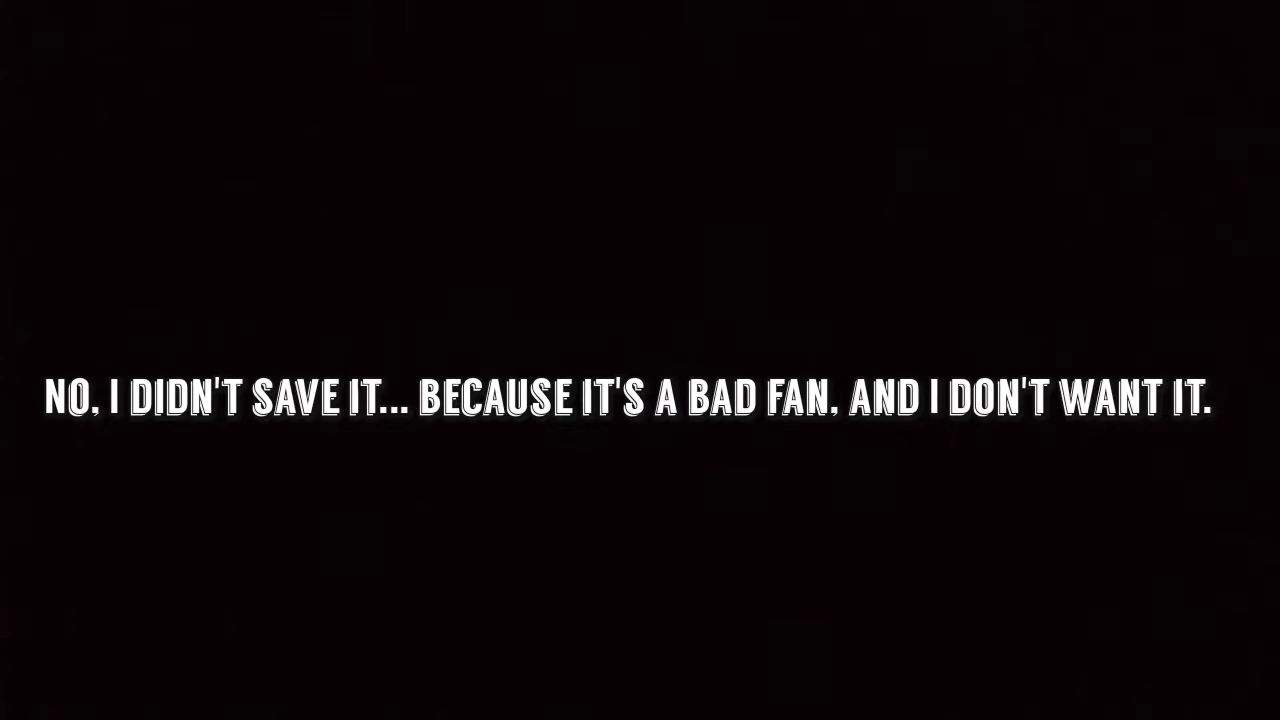 NO, I DIDN'T SAVE IT... BECAUSE IT'S A BAD FAN, AND I DON'T WANT IT.